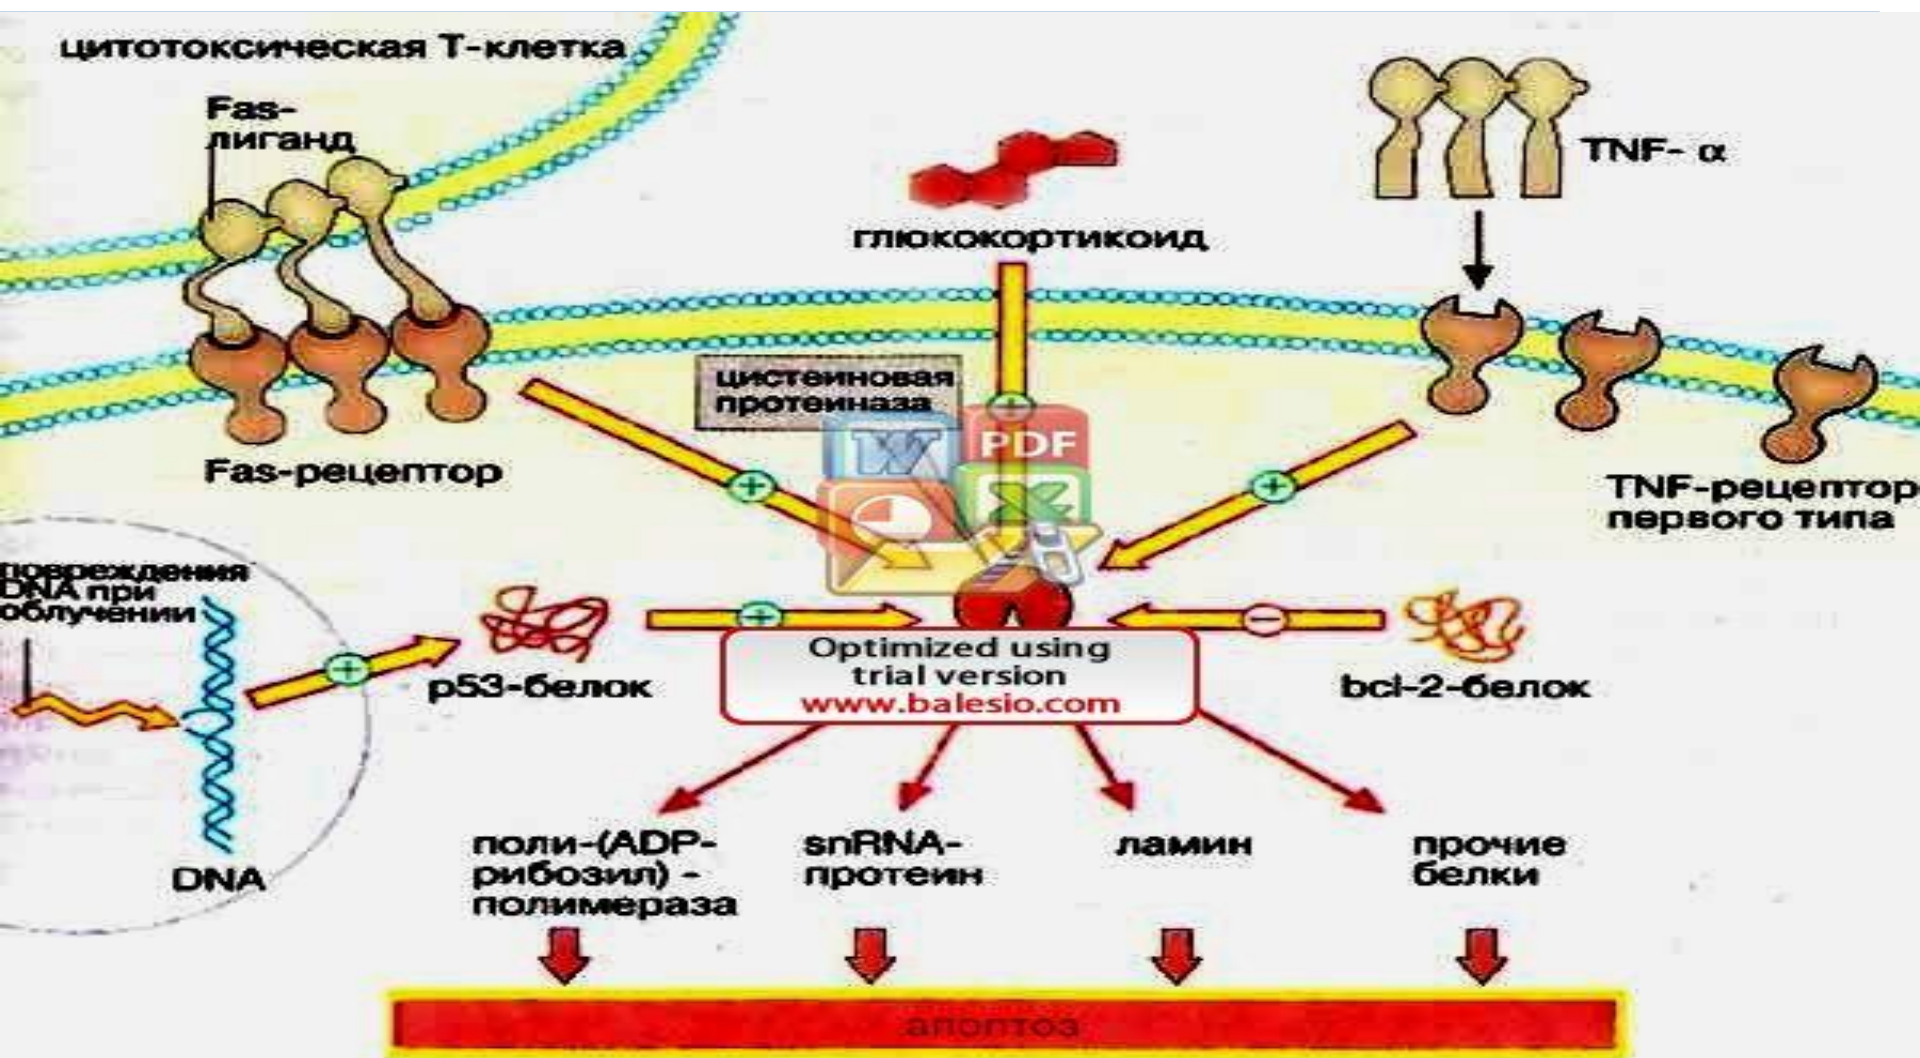 цитотоксическая Т-клетка
Fas-
лиганд
глюкокортикоид
TNF- α
цистеиновая
протеиназа
W
PDF
X
Fas-рецептор
TNF-рецептор
первого типа
повреждения
DNA при
облучении
p53-белок
bcl-2-белок
Optimized using
trial version
www.balesio.com
DNA
поли-(ADP-
рибозил) -
полимераза
snRNA-
протеин
ламин
прочие
белки
апоптоз